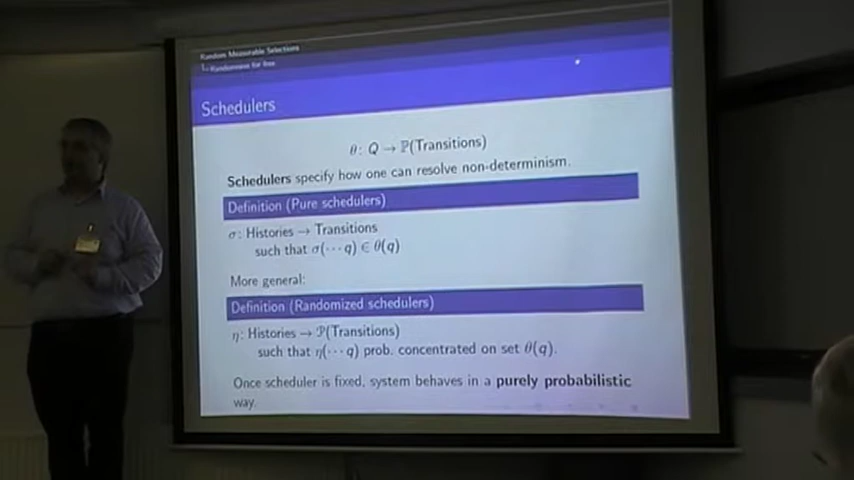 Random Measurable Selections
Randomness for free
Schedulers
θ: Q → ℙ(Transitions)
Schedulers specify how one can resolve non-determinism.
Definition (Pure schedulers)
σ: Histories → Transitions
such that σ(··· q) ∈ θ(q)
More general:
Definition (Randomized schedulers)
η: Histories → 𝒫(Transitions)
such that η(··· q) prob. concentrated on set θ(q).
Once scheduler is fixed, system behaves in a purely probabilistic
way.